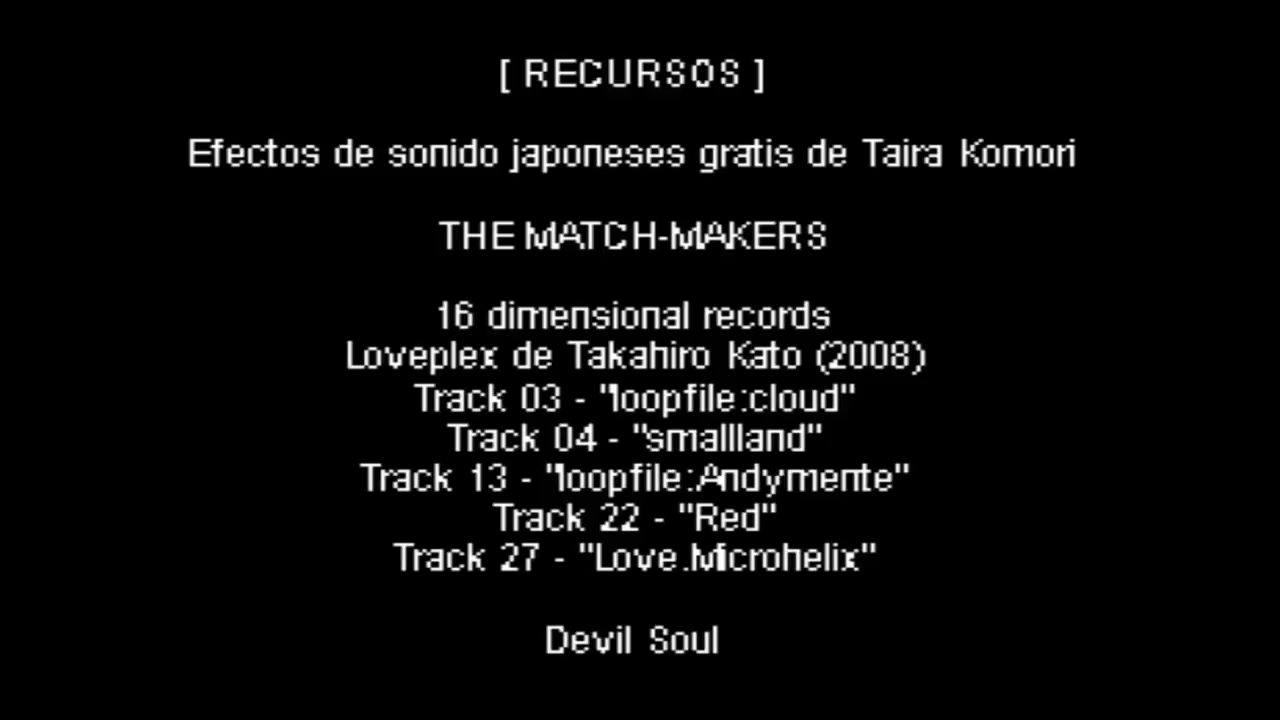 [ RECURSOS ]
Efectos de sonido japoneses gratis de Taira Komori
THE MATCH-MAKERS
16 dimensional records
Loveplex de Takahiro Kato (2008)
Track 03 - "loopfile:cloud"
Track 04 - "smallland"
Track 13 - "loopfile:Andymente"
Track 22 - "Red"
Track 27 - "Love.Microhelix"
Devil Soul